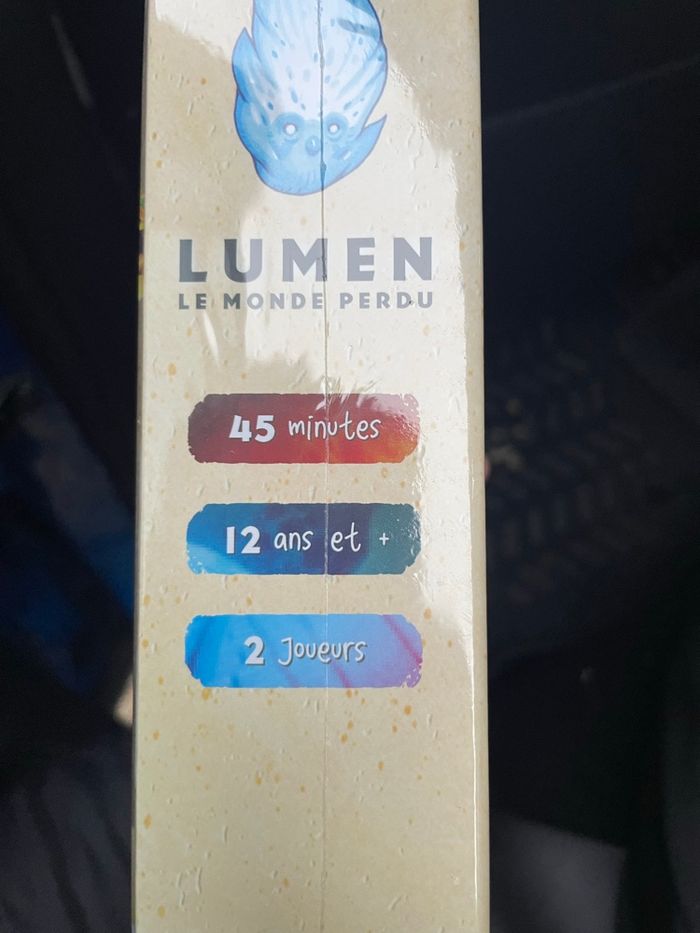 LUMEN
LE MONDE PERDU
45 minutes
12 ans et +
2 Joueurs